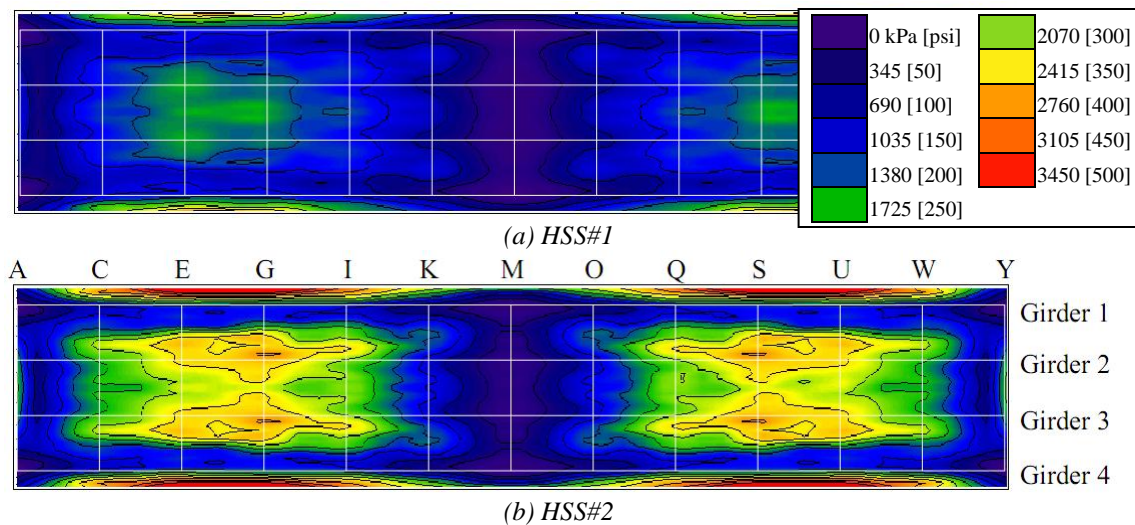 0 kPa [psi] 2070 [300]
345 [50] 2415 [350]
690 [100] 2760 [400]
1035 [150] 3105 [450]
1380 [200] 3450 [500]
1725 [250]
(a) HSS#1
A C E G I K M O Q S U W Y
Girder 1
Girder 2
Girder 3
Girder 4
(b) HSS#2